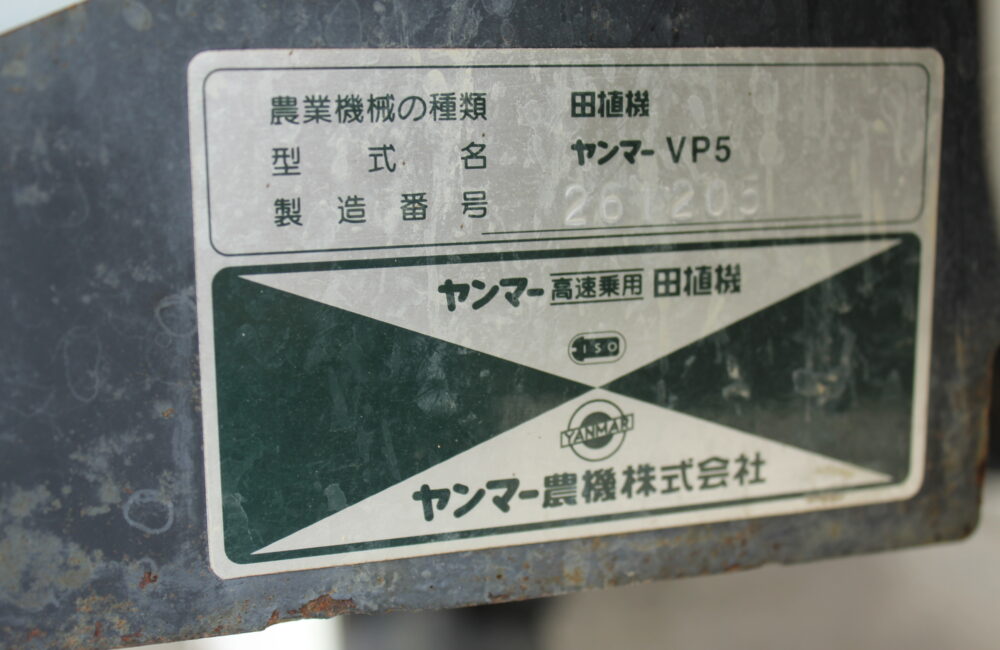 農業機械の種類 田植機
型式名 ヤンマー VP5
製造番号 261205
ヤンマー高速乗用田植機
ISO
YANMAR
ヤンマー農機株式会社